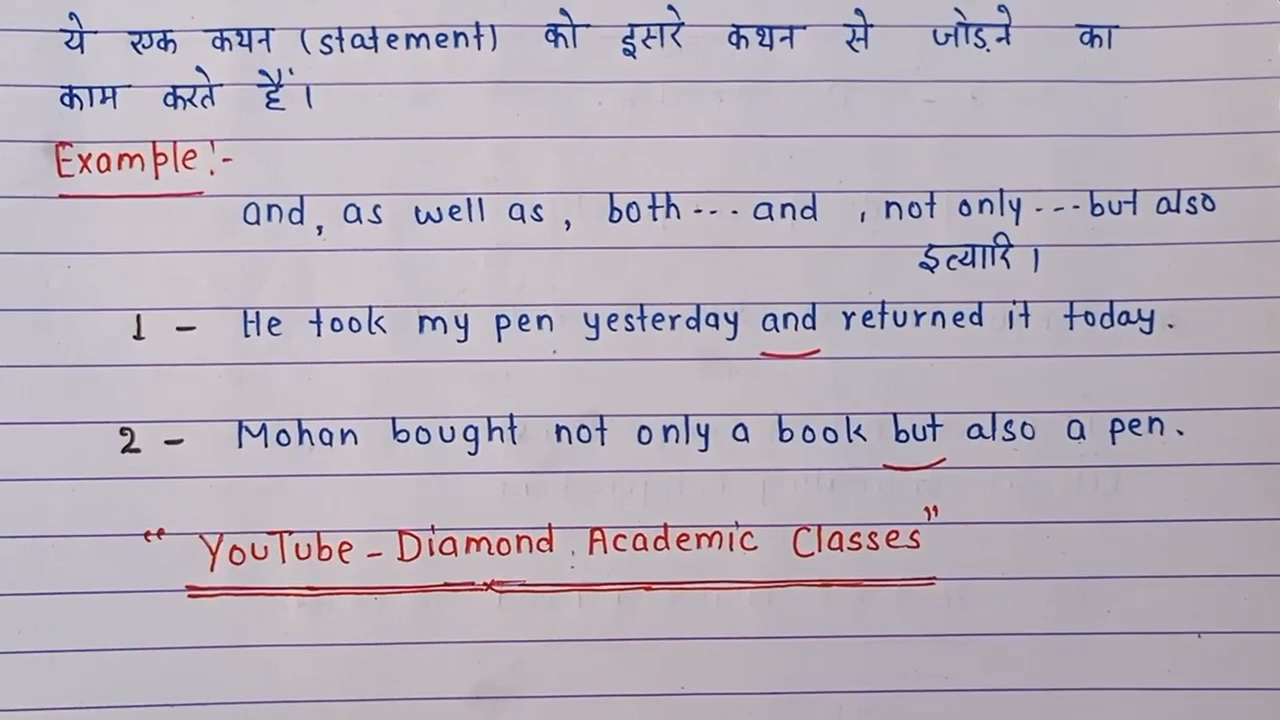 ये एक कथन (statement) को दूसरे कथन से जोड़ने का
काम करते हैं।
Example:-
and, as well as, both --- and , not only --- but also
इत्यादि।
1 - He took my pen yesterday and returned it today.
2 - Mohan bought not only a book but also a pen.
“ YouTube - Diamond Academic Classes ”